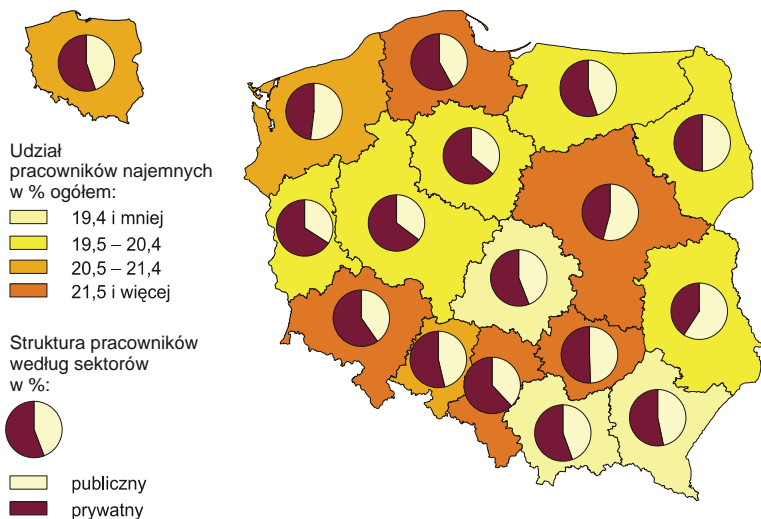 Udział
pracowników najemnych
w % ogółem:
19,4 i mniej
19,5 – 20,4
20,5 – 21,4
21,5 i więcej
Struktura pracowników
według sektorów
w %:
publiczny
prywatny